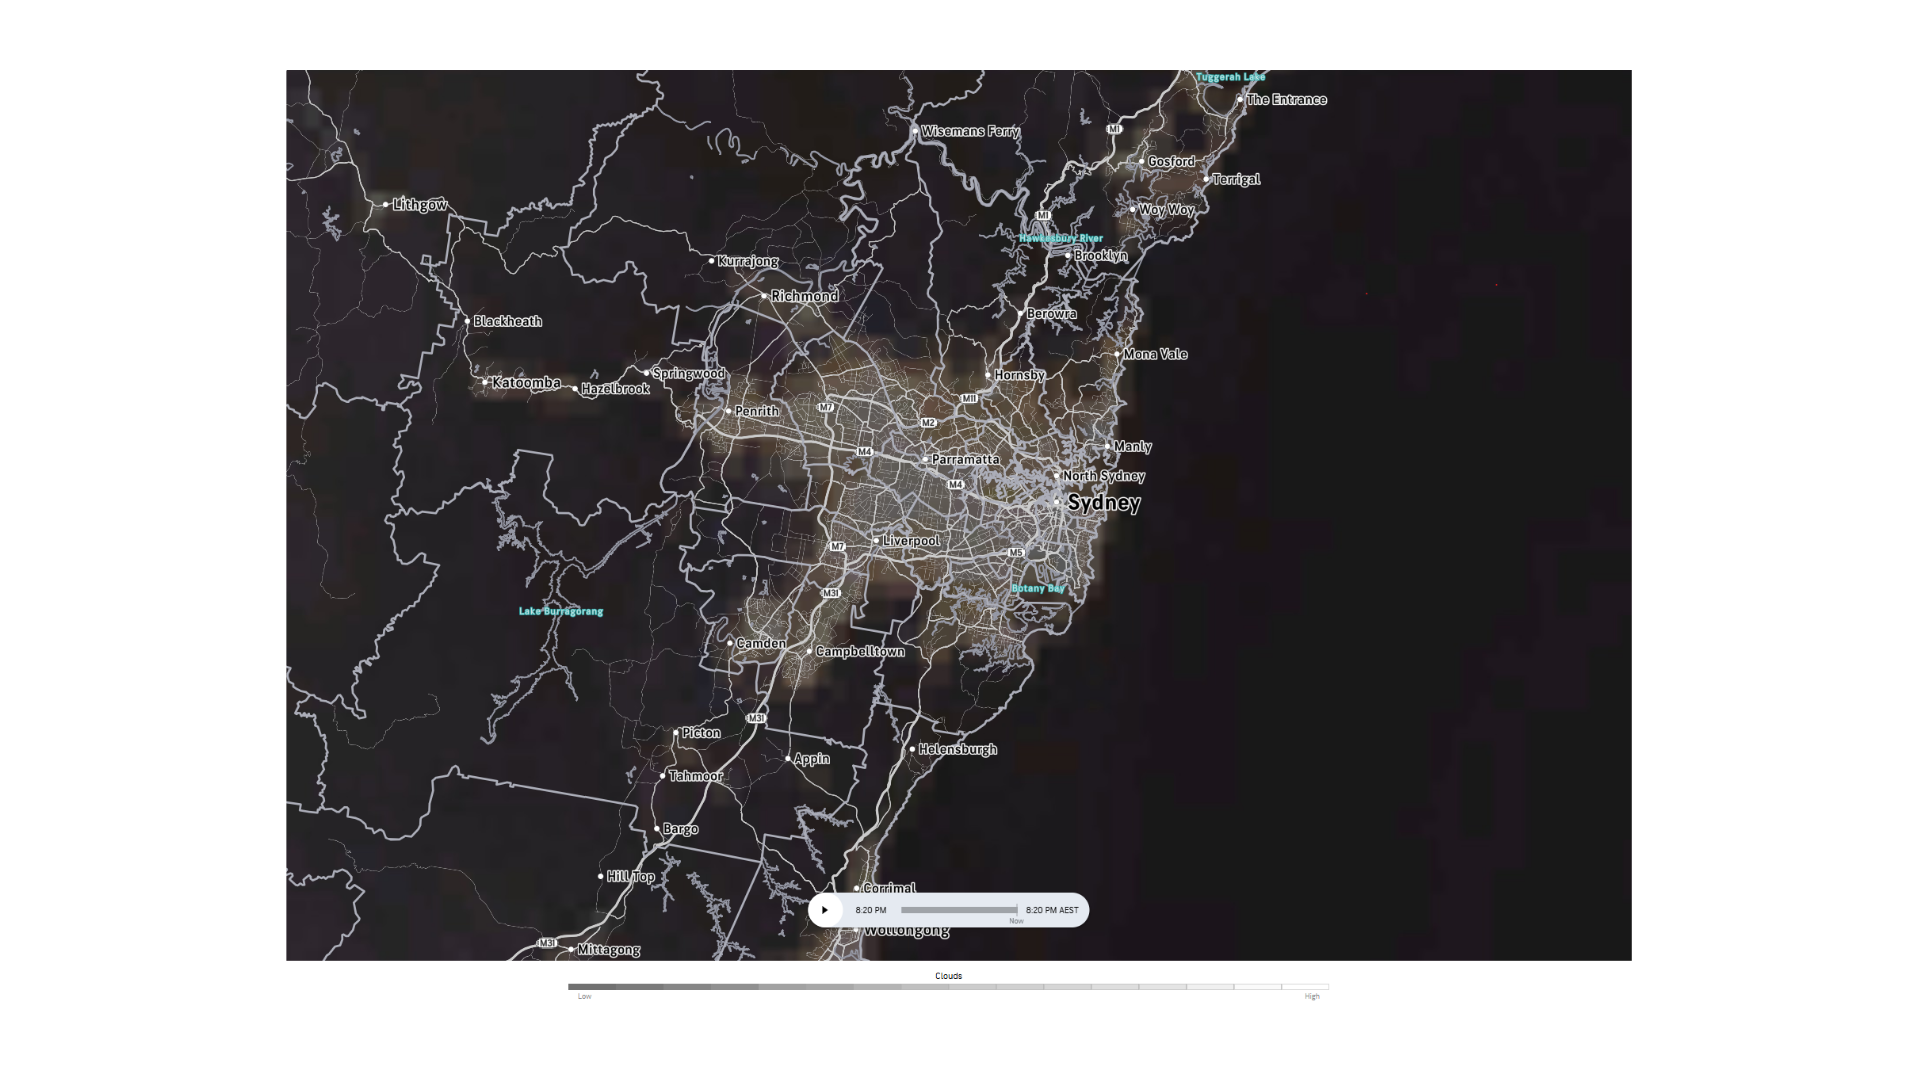 Tuggerah Lake
The Entrance
Wisemans Ferry
M1
Gosford
Terrigal
Lithgow
Woy Woy
M1
Hawkesbury River
Brooklyn
Kurrajong
Richmond
Berowra
Blackheath
Mona Vale
Springwood
Hornsby
Katoomba
Hazelbrook
M11
Penrith
M7
M2
Manly
M4
Parramatta
North Sydney
M4
Sydney
Liverpool
M7
M5
Botany Bay
M31
Lake Burragorang
Camden
Campbelltown
M31
Picton
Helensburgh
Appin
Tahmoor
Bargo
Hill Top
Corrimal
8:20 PM
8:20 PM AEST
Now
Wollongong
M31
Mittagong
Clouds
Low
High